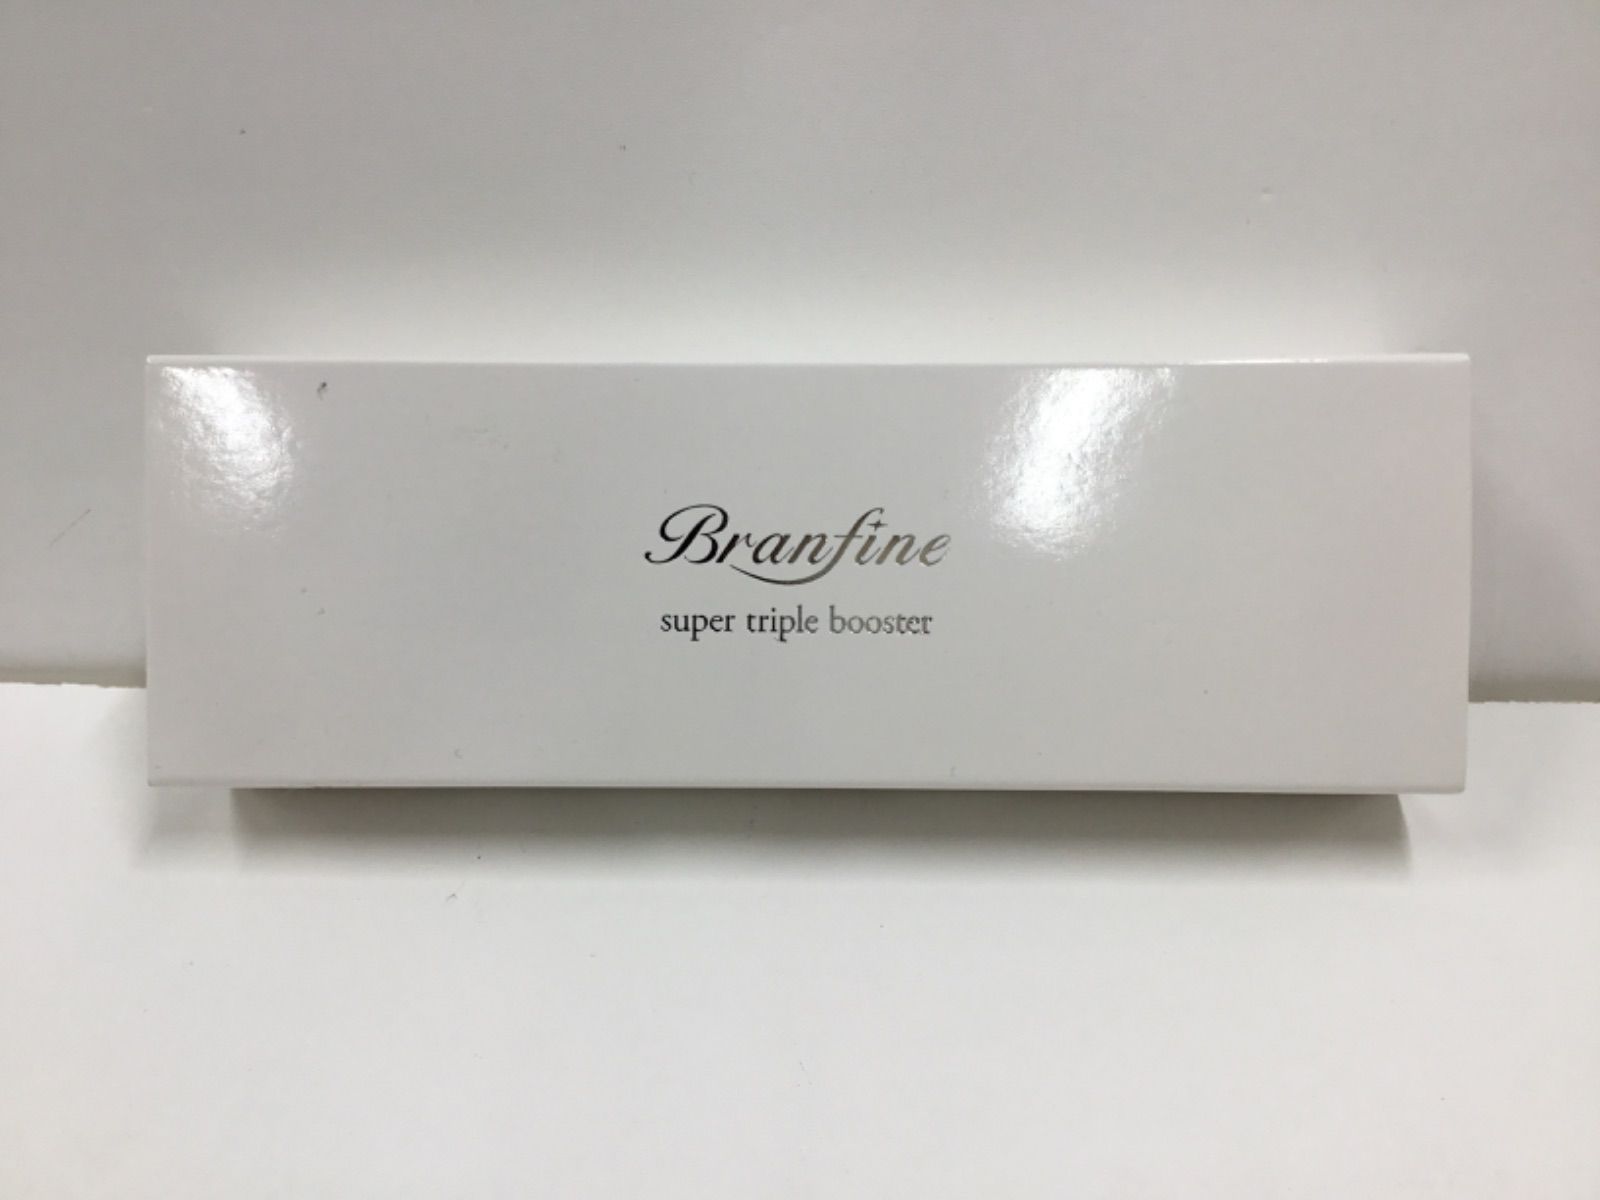 Branfine
super triple booster